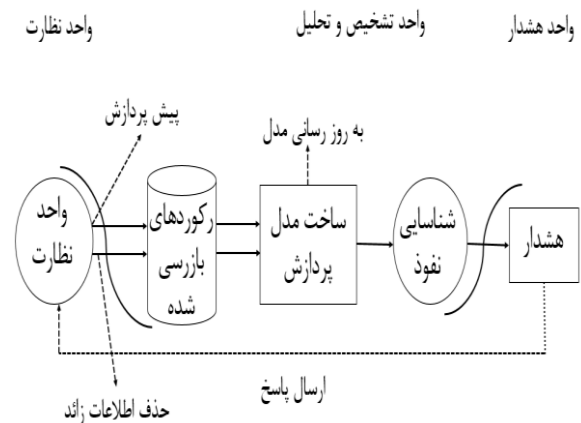 واحد هشدار
واحد تشخیص و تحلیل
واحد نظارت
پیش پردازش
به روز رسانی مدل
واحد
نظارت
رکوردهای
بازرسی
شده
ساخت مدل
پردازش
شناسایی
نفوذ
هشدار
ارسال پاسخ
حذف اطلاعات زائد